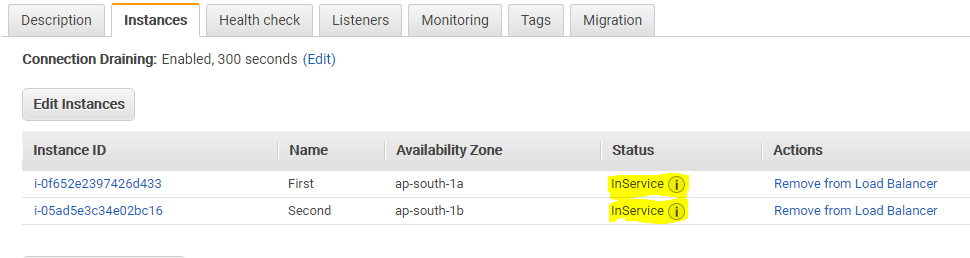 Description Instances Health check Listeners Monitoring Tags Migration
Connection Draining: Enabled, 300 seconds (Edit)
Edit Instances
Instance ID Name Availability Zone Status Actions
i-0f652e2397426d433 First ap-south-1a InService i Remove from Load Balancer
i-05ad5e3c34e02bc16 Second ap-south-1b InService i Remove from Load Balancer